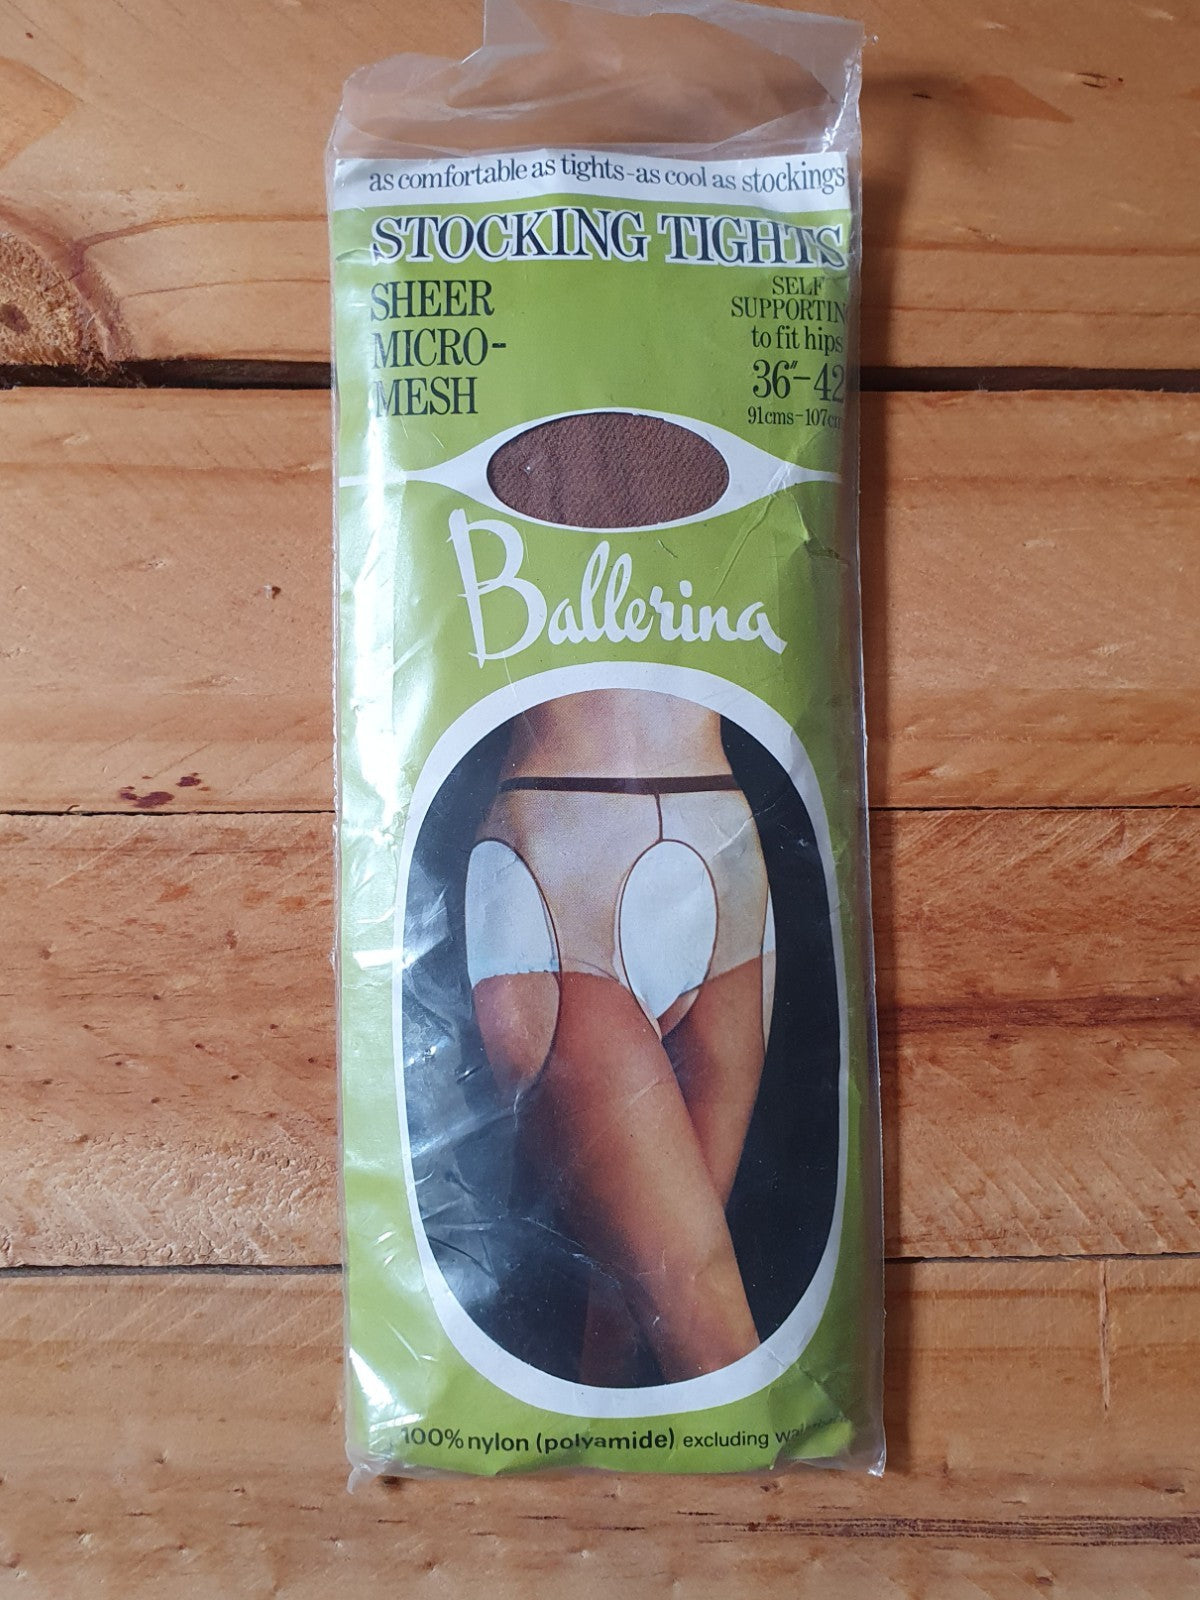 as comfortable as tights-as cool as stockings
STOCKING TIGHTS
SHEER
MICRO-
MESH
SELF
SUPPORTIN
to fit hips
36"-42
91cms-107cm
Ballerina
100% nylon (polyamide) excluding